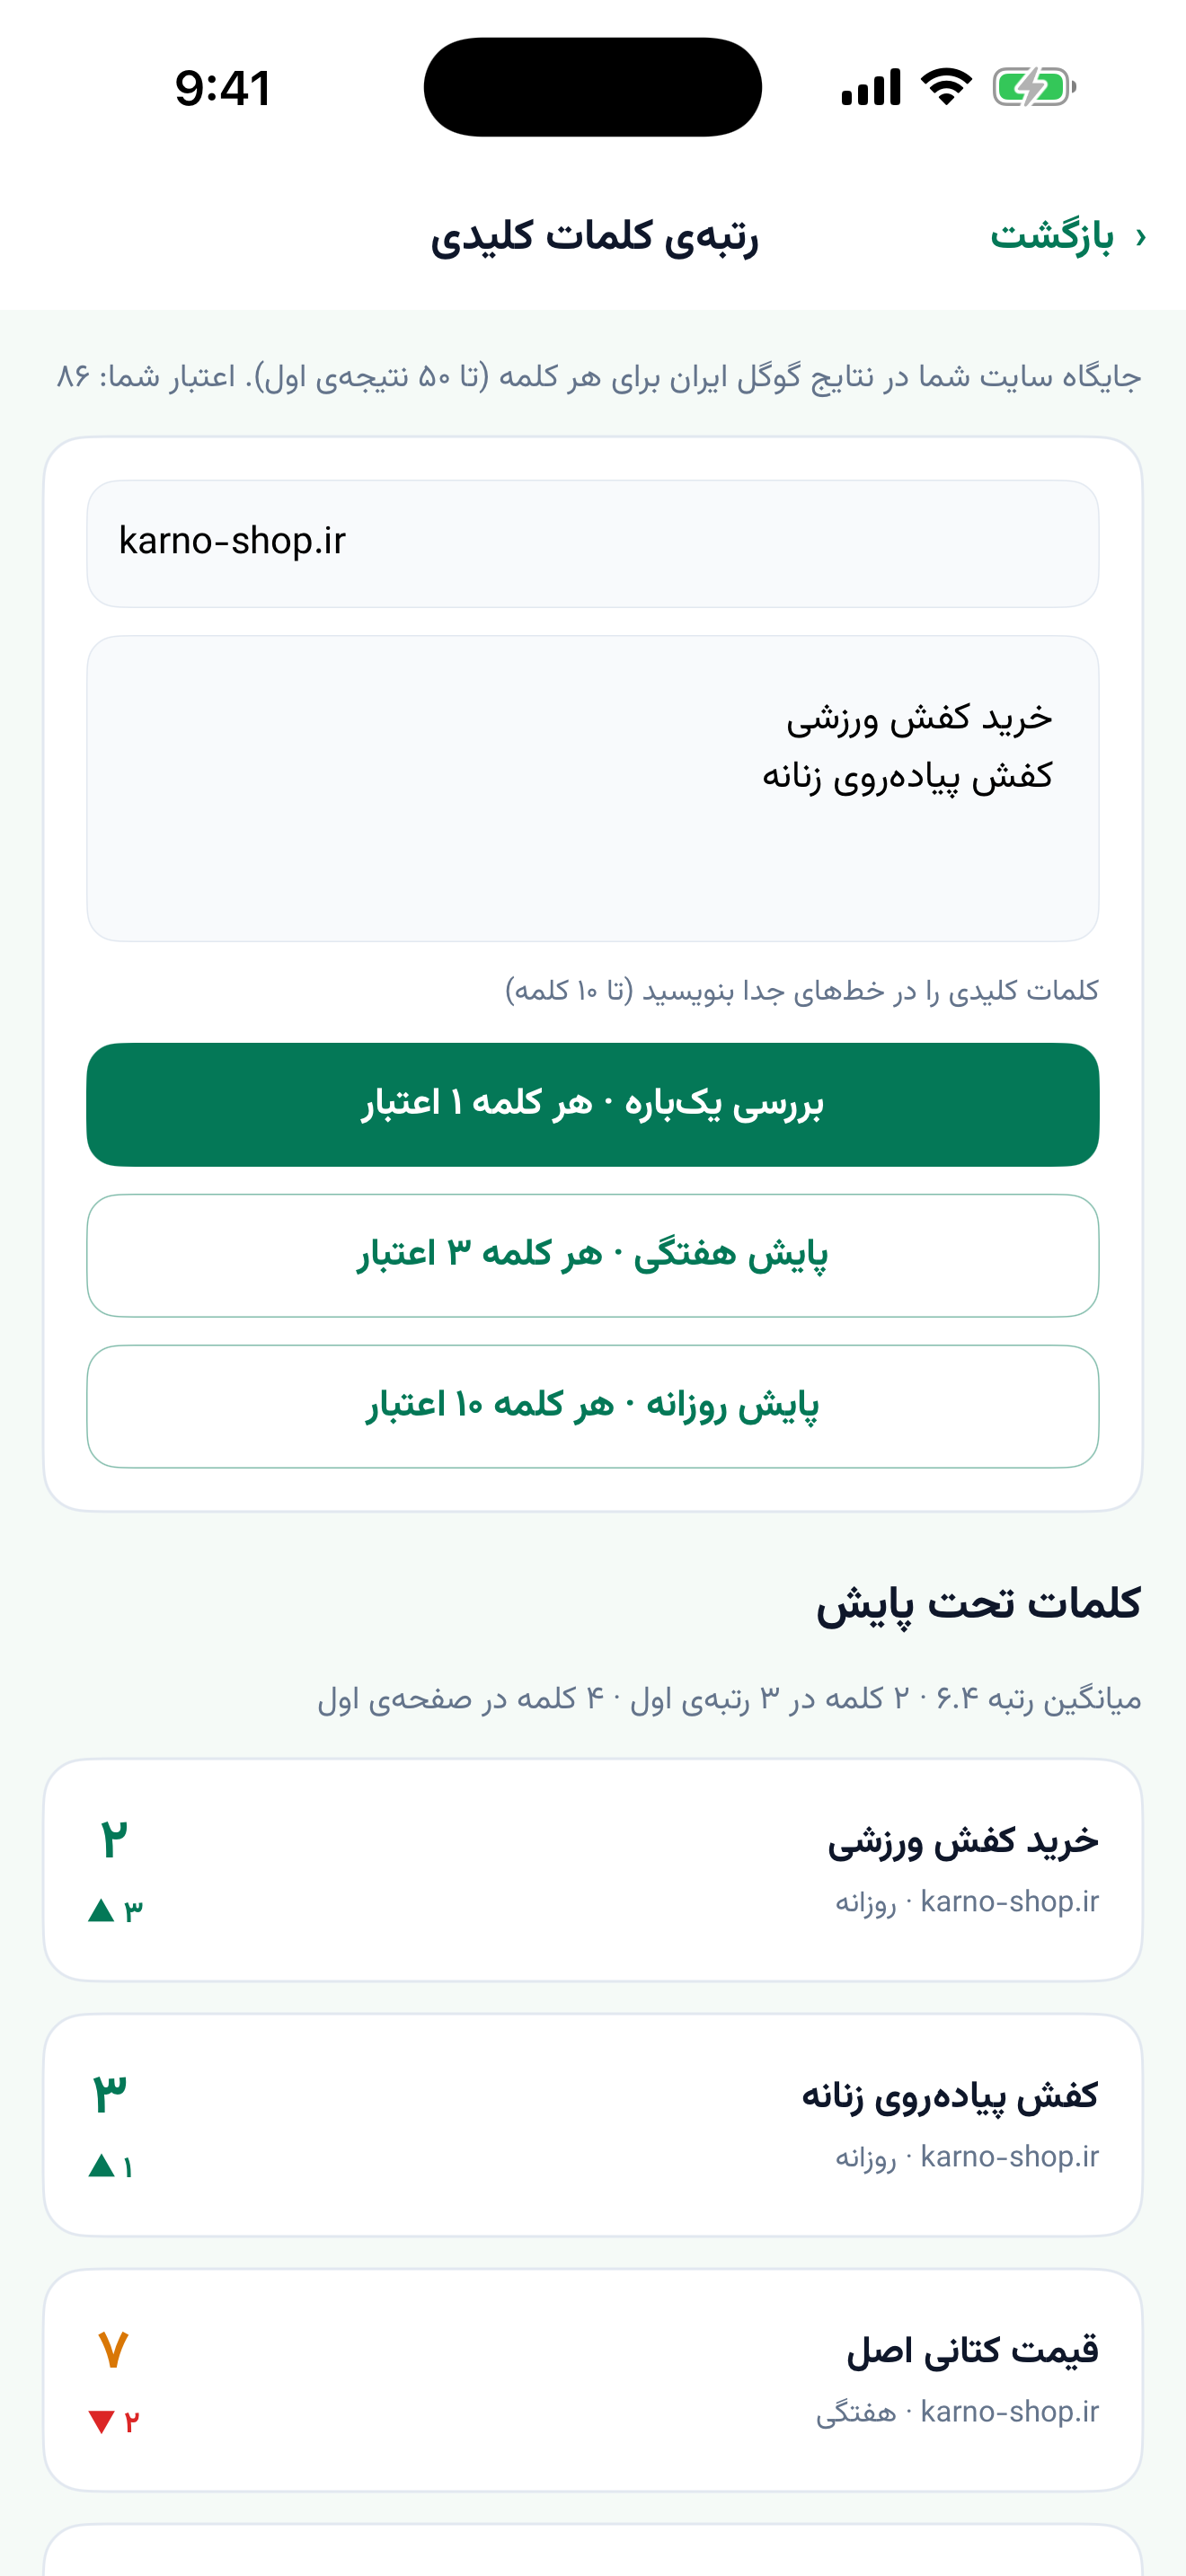 9:41
‹ بازگشت
رتبه‌ی کلمات کلیدی
جایگاه سایت شما در نتایج گوگل ایران برای هر کلمه (تا ۵۰ نتیجه‌ی اول). اعتبار شما: ۸۶
karno-shop.ir
خرید کفش ورزشی
کفش پیاده‌روی زنانه
کلمات کلیدی را در خط‌های جدا بنویسید (تا ۱۰ کلمه)
بررسی یک‌باره · هر کلمه ۱ اعتبار
پایش هفتگی · هر کلمه ۳ اعتبار
پایش روزانه · هر کلمه ۱۰ اعتبار
کلمات تحت پایش
میانگین رتبه ۶.۴ · ۲ کلمه در ۳ رتبه‌ی اول · ۴ کلمه در صفحه‌ی اول
خرید کفش ورزشی
karno-shop.ir · روزانه
۲
▲ ۳
کفش پیاده‌روی زنانه
karno-shop.ir · روزانه
۳
▲ ۱
قیمت کتانی اصل
karno-shop.ir · هفتگی
۷
▼ ۲